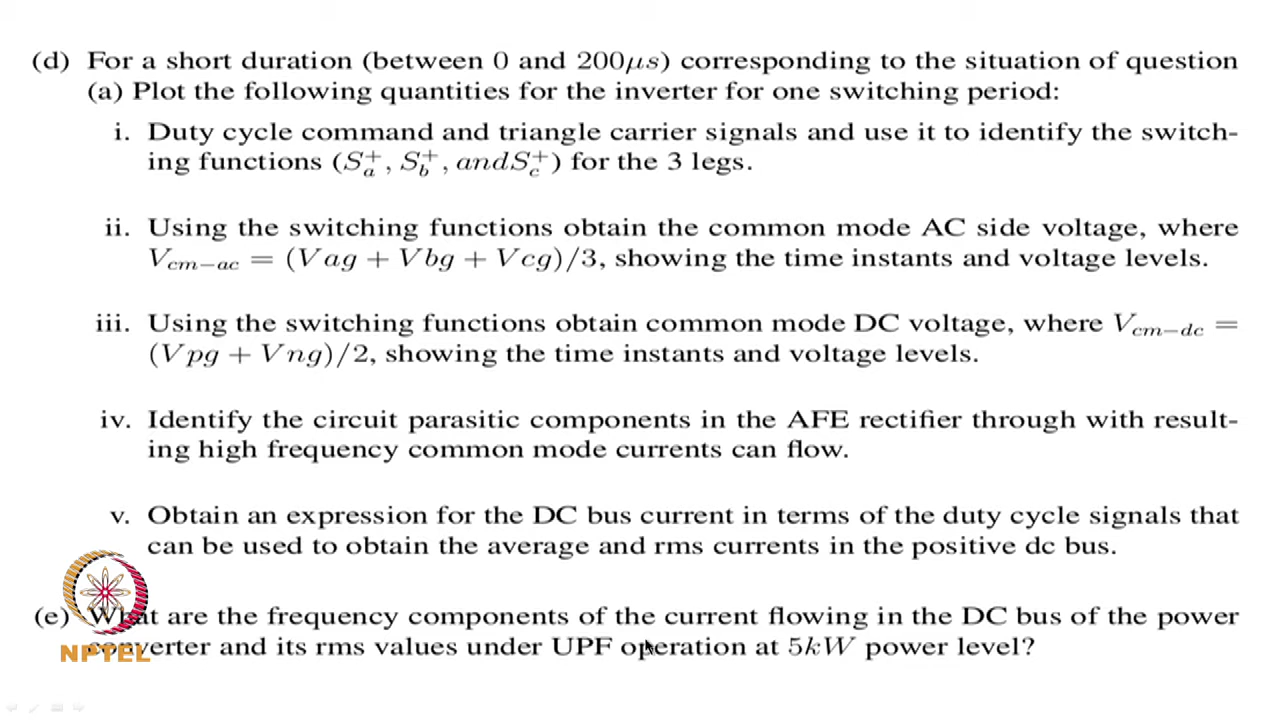 (d) For a short duration (between 0 and 200μs) corresponding to the situation of question
(a) Plot the following quantities for the inverter for one switching period:
i. Duty cycle command and triangle carrier signals and use it to identify the switch-
ing functions (S_a^+, S_b^+, andS_c^+) for the 3 legs.
ii. Using the switching functions obtain the common mode AC side voltage, where
V_{cm-ac} = (Vag + Vbg + Vcg)/3, showing the time instants and voltage levels.
iii. Using the switching functions obtain common mode DC voltage, where V_{cm-dc} =
(Vpg + Vng)/2, showing the time instants and voltage levels.
iv. Identify the circuit parasitic components in the AFE rectifier through with result-
ing high frequency common mode currents can flow.
v. Obtain an expression for the DC bus current in terms of the duty cycle signals that
can be used to obtain the average and rms currents in the positive dc bus.
(e) What are the frequency components of the current flowing in the DC bus of the power
converter and its rms values under UPF operation at 5kW power level?
NPTEL